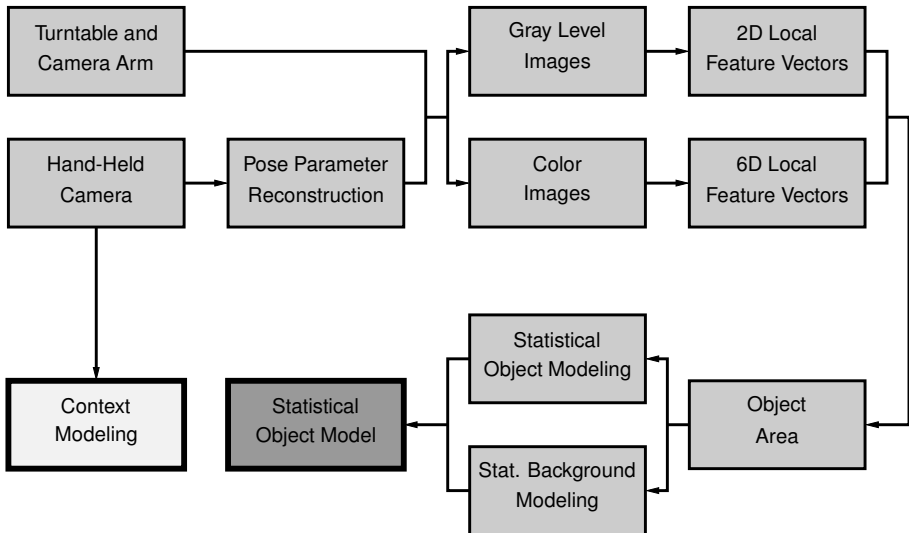 Turntable and
Camera Arm
Gray Level
Images
2D Local
Feature Vectors
Hand-Held
Camera
Pose Parameter
Reconstruction
Color
Images
6D Local
Feature Vectors
Statistical
Object Modeling
Context
Modeling
Statistical
Object Model
Object
Area
Stat. Background
Modeling